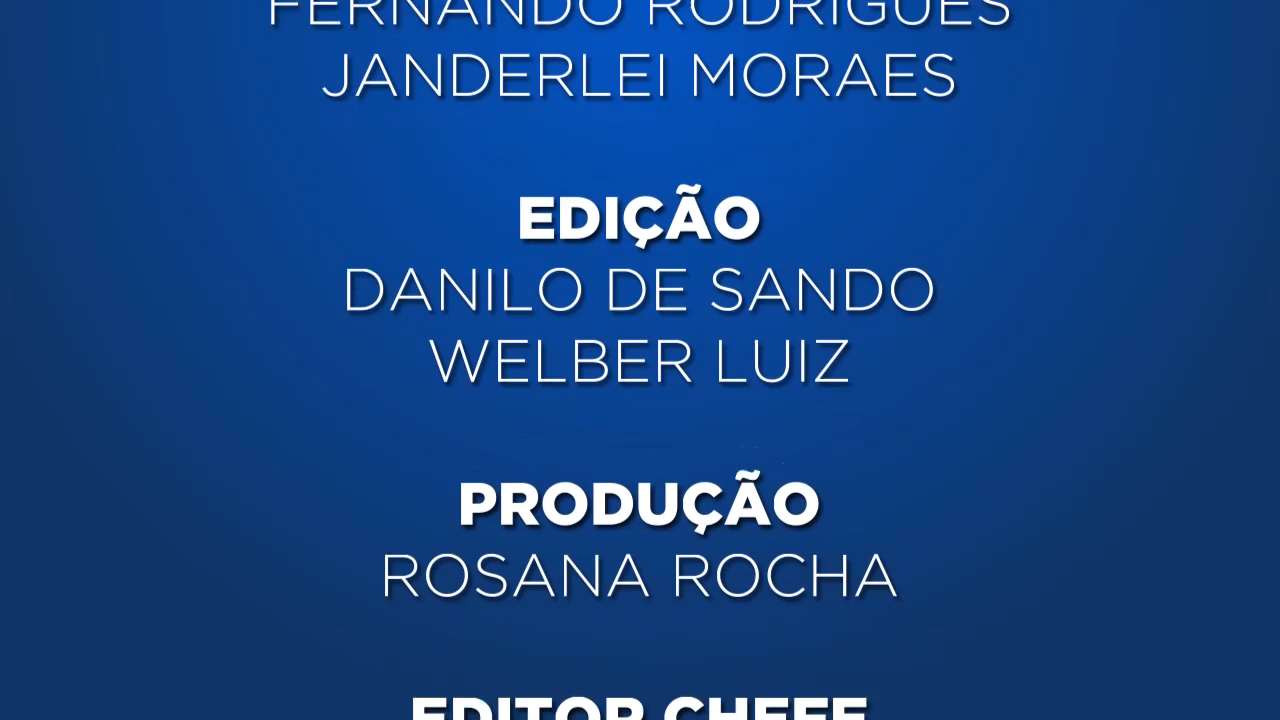 FERNANDO RODRIGUES
JANDERLEI MORAES
EDIÇÃO
DANILO DE SANDO
WELBER LUIZ
PRODUÇÃO
ROSANA ROCHA
EDITOR CHEFE